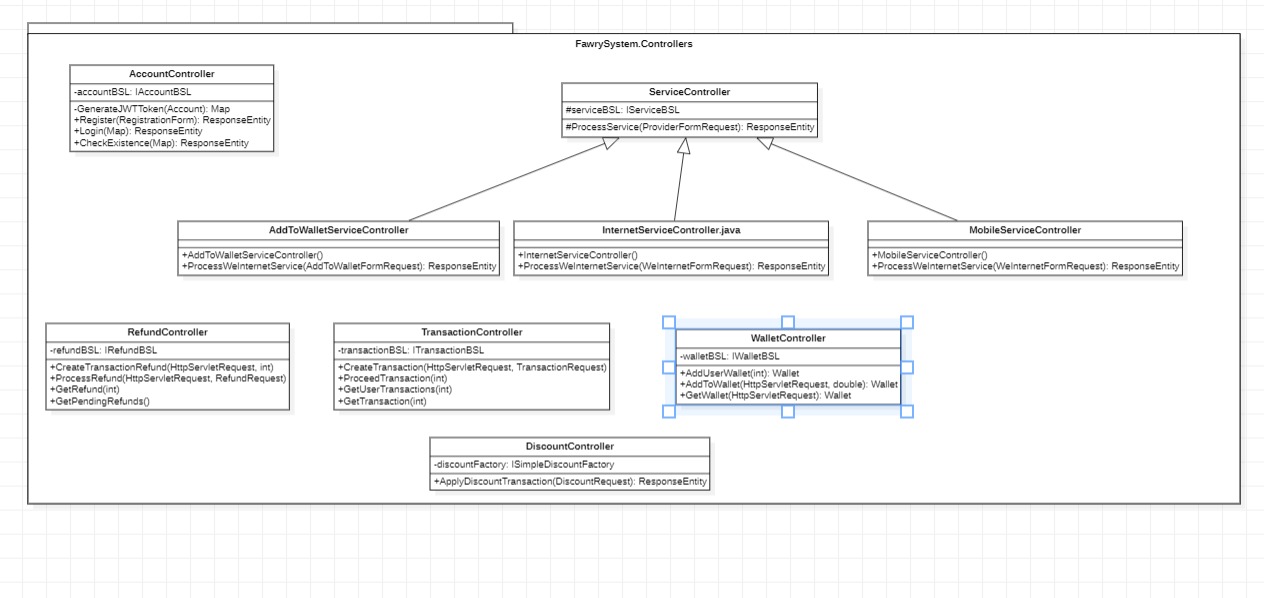 FawrySystem.Controllers
AccountController
-accountBSL: IAccountBSL
-GenerateJWTToken(Account): Map
+Register(RegistrationForm): ResponseEntity
+Login(Map): ResponseEntity
+CheckExistence(Map): ResponseEntity
ServiceController
#serviceBSL: IServiceBSL
#ProcessService(ProviderFormRequest): ResponseEntity
AddToWalletServiceController
+AddToWalletServiceController()
+ProcessWeInternetService(AddToWalletFormRequest): ResponseEntity
InternetServiceController.java
+InternetServiceController()
+ProcessWeInternetService(WeInternetFormRequest): ResponseEntity
MobileServiceController
+MobileServiceController()
+ProcessWeInternetService(WeInternetFormRequest): ResponseEntity
RefundController
-refundBSL: IRefundBSL
+CreateTransactionRefund(HttpServletRequest, int)
+ProcessRefund(HttpServletRequest, RefundRequest)
+GetRefund(int)
+GetPendingRefunds()
TransactionController
-transactionBSL: ITransactionBSL
+CreateTransaction(HttpServletRequest, TransactionRequest)
+ProceedTransaction(int)
+GetUserTransactions(int)
+GetTransaction(int)
WalletController
-walletBSL: IWalletBSL
+AddUserWallet(int): Wallet
+AddToWallet(HttpServletRequest, double): Wallet
+GetWallet(HttpServletRequest): Wallet
DiscountController
-discountFactory: ISimpleDiscountFactory
+ApplyDiscountTransaction(DiscountRequest): ResponseEntity